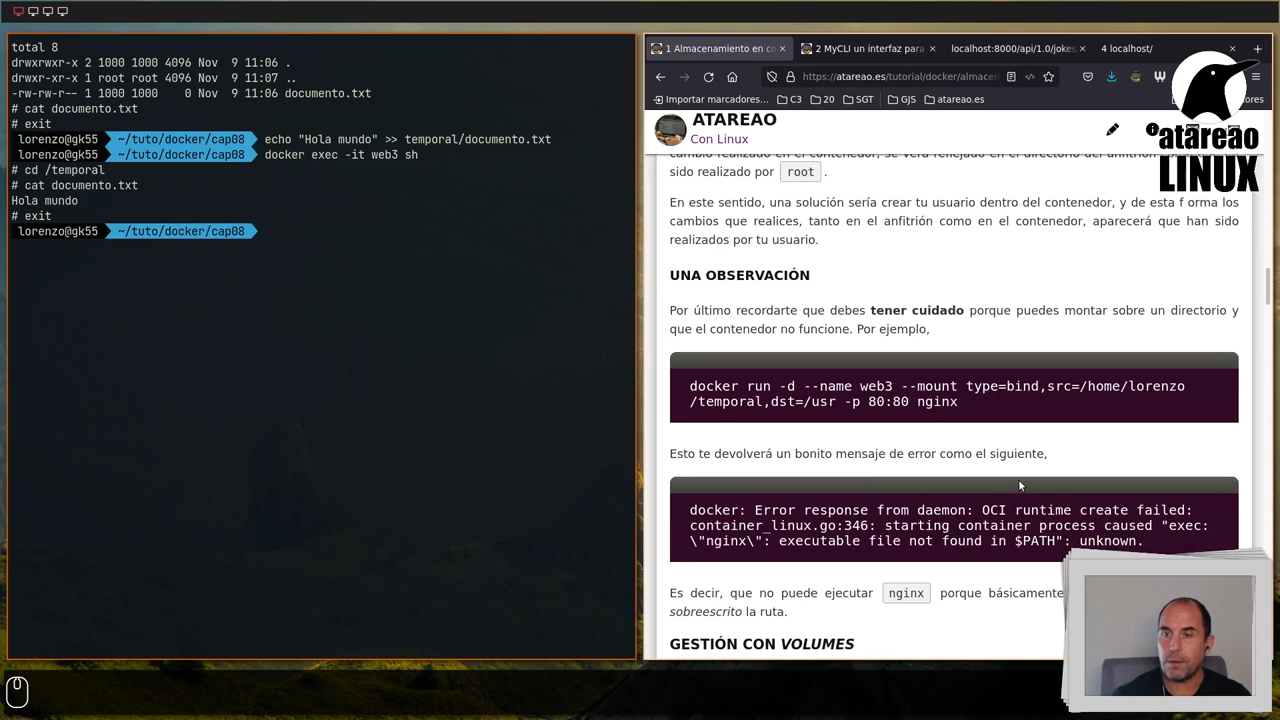 total 8
drwxrwxr-x 2 1000 1000 4096 Nov  9 11:06 .
drwxr-xr-x 1 root root 4096 Nov  9 11:07 ..
-rw-rw-r-- 1 1000 1000    0 Nov  9 11:06 documento.txt
# cat documento.txt
# exit
lorenzo@gk55 ~/tuto/docker/cap08 echo "Hola mundo" >> temporal/documento.txt
lorenzo@gk55 ~/tuto/docker/cap08 docker exec -it web3 sh
# cd /temporal
# cat documento.txt
Hola mundo
# exit
lorenzo@gk55 ~/tuto/docker/cap08
1 Almacenamiento en co
2 MyCLI un interfaz para
localhost:8000/api/1.0/jokes
4 localhost/
https://atareao.es/tutorial/docker/almacen
Importar marcadores... C3 20 SGT GJS atareao.es
ATAREAO
Con Linux
atareao
LINUX
sido realizado por root .
En este sentido, una solución sería crear tu usuario dentro del contenedor, y de esta f orma los
cambios que realices, tanto en el anfitrión como en el contenedor, aparecerá que han sido
realizados por tu usuario.
UNA OBSERVACIÓN
Por último recordarte que debes tener cuidado porque puedes montar sobre un directorio y
que el contenedor no funcione. Por ejemplo,
docker run -d --name web3 --mount type=bind,src=/home/lorenzo
/temporal,dst=/usr -p 80:80 nginx
Esto te devolverá un bonito mensaje de error como el siguiente,
docker: Error response from daemon: OCI runtime create failed:
container_linux.go:346: starting container process caused "exec:
\"nginx\": executable file not found in $PATH": unknown.
Es decir, que no puede ejecutar nginx porque básicamente
sobreescrito la ruta.
GESTIÓN CON VOLUMES